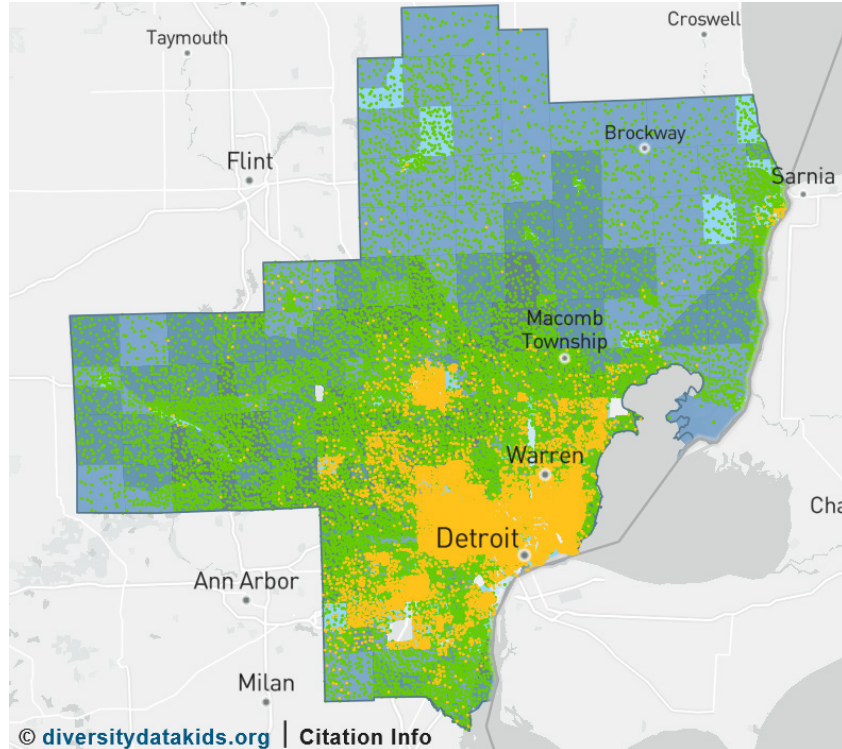 Taymouth
Croswell
Brockway
Flint
Sarnia
Macomb
Township
Warren
Cha
Detroit
Ann Arbor
Milan
© diversitydatakids.org | Citation Info